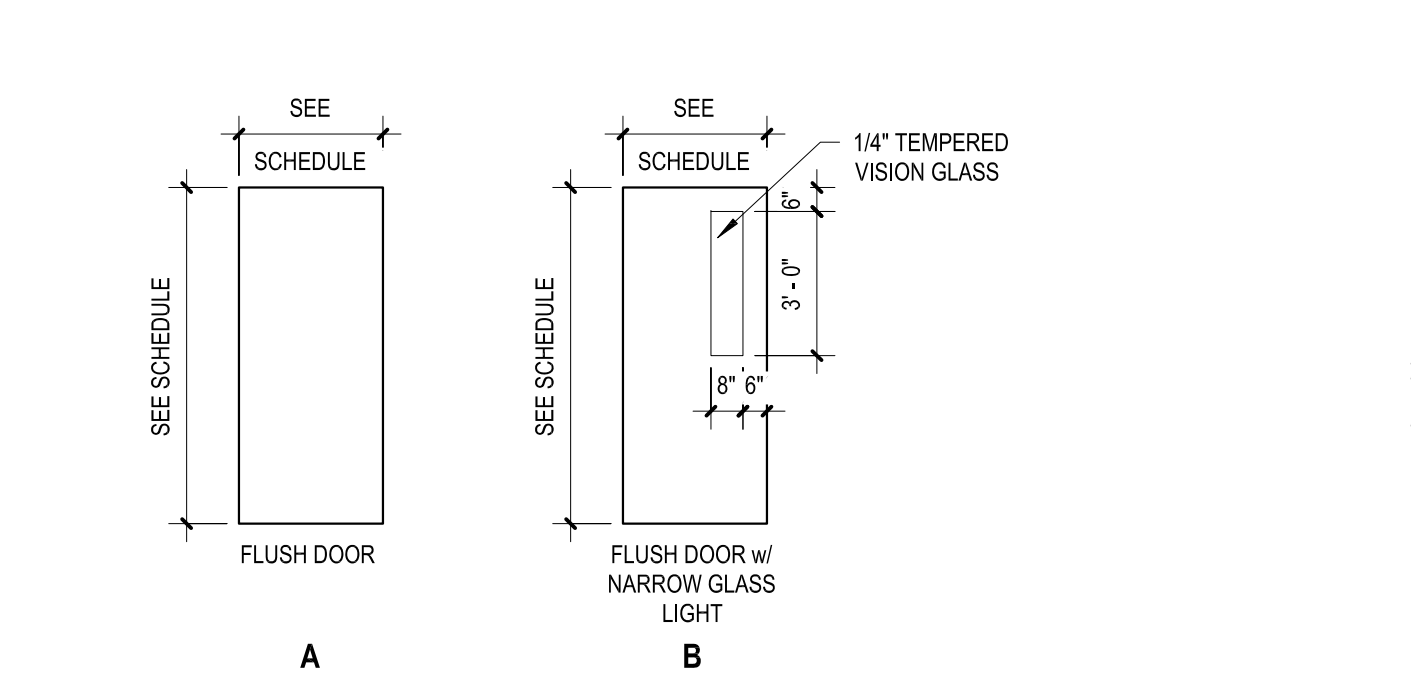 SEE
SCHEDULE
SEE SCHEDULE
FLUSH DOOR
A
SEE
SCHEDULE
1/4" TEMPERED
VISION GLASS
6"
3' - 0"
SEE SCHEDULE
8" 6"
FLUSH DOOR w/
NARROW GLASS
LIGHT
B